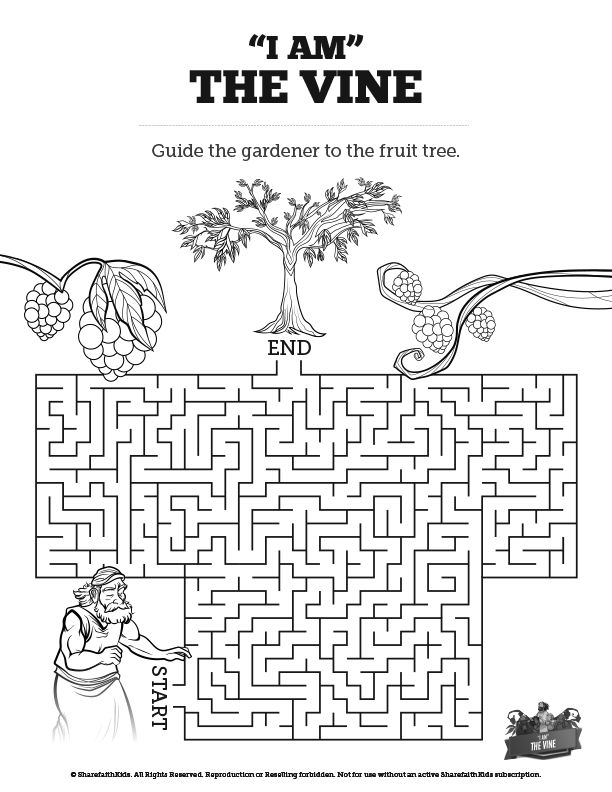 “I AM”
THE VINE
Guide the gardener to the fruit tree.
END
START
"I AM"
THE VINE
© SharefaithKids. All Rights Reserved. Reproduction or Reselling forbidden. Not for use without an active SharefaithKids subscription.